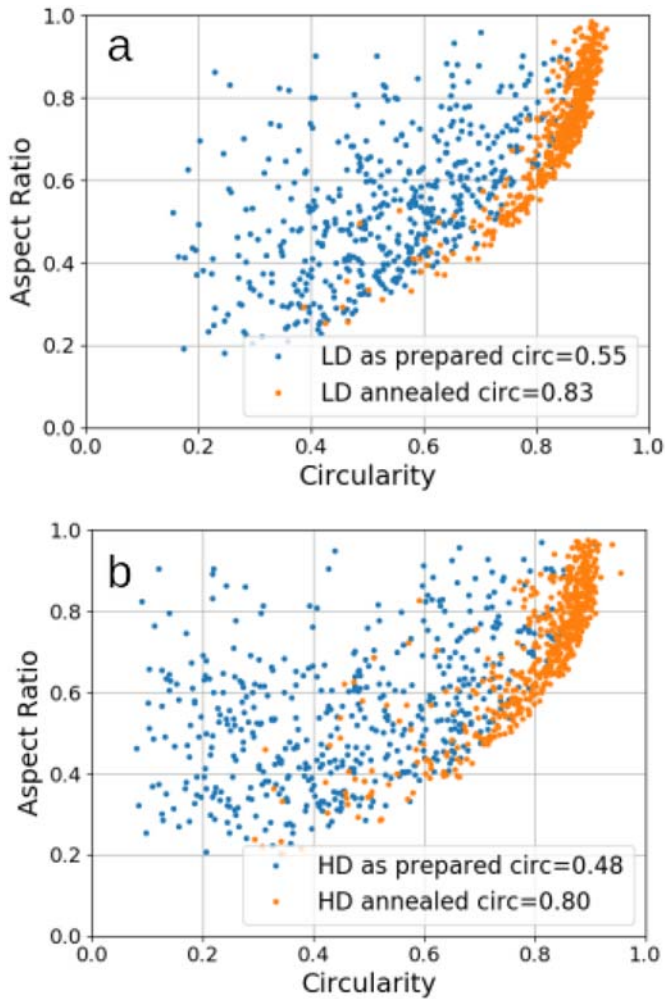 a
1.0
0.8
0.6
0.4
0.2
0.0
Aspect Ratio
LD as prepared circ=0.55
LD annealed circ=0.83
0.0 0.2 0.4 0.6 0.8 1.0
Circularity
b
1.0
0.8
0.6
0.4
0.2
0.0
Aspect Ratio
HD as prepared circ=0.48
HD annealed circ=0.80
0.0 0.2 0.4 0.6 0.8 1.0
Circularity